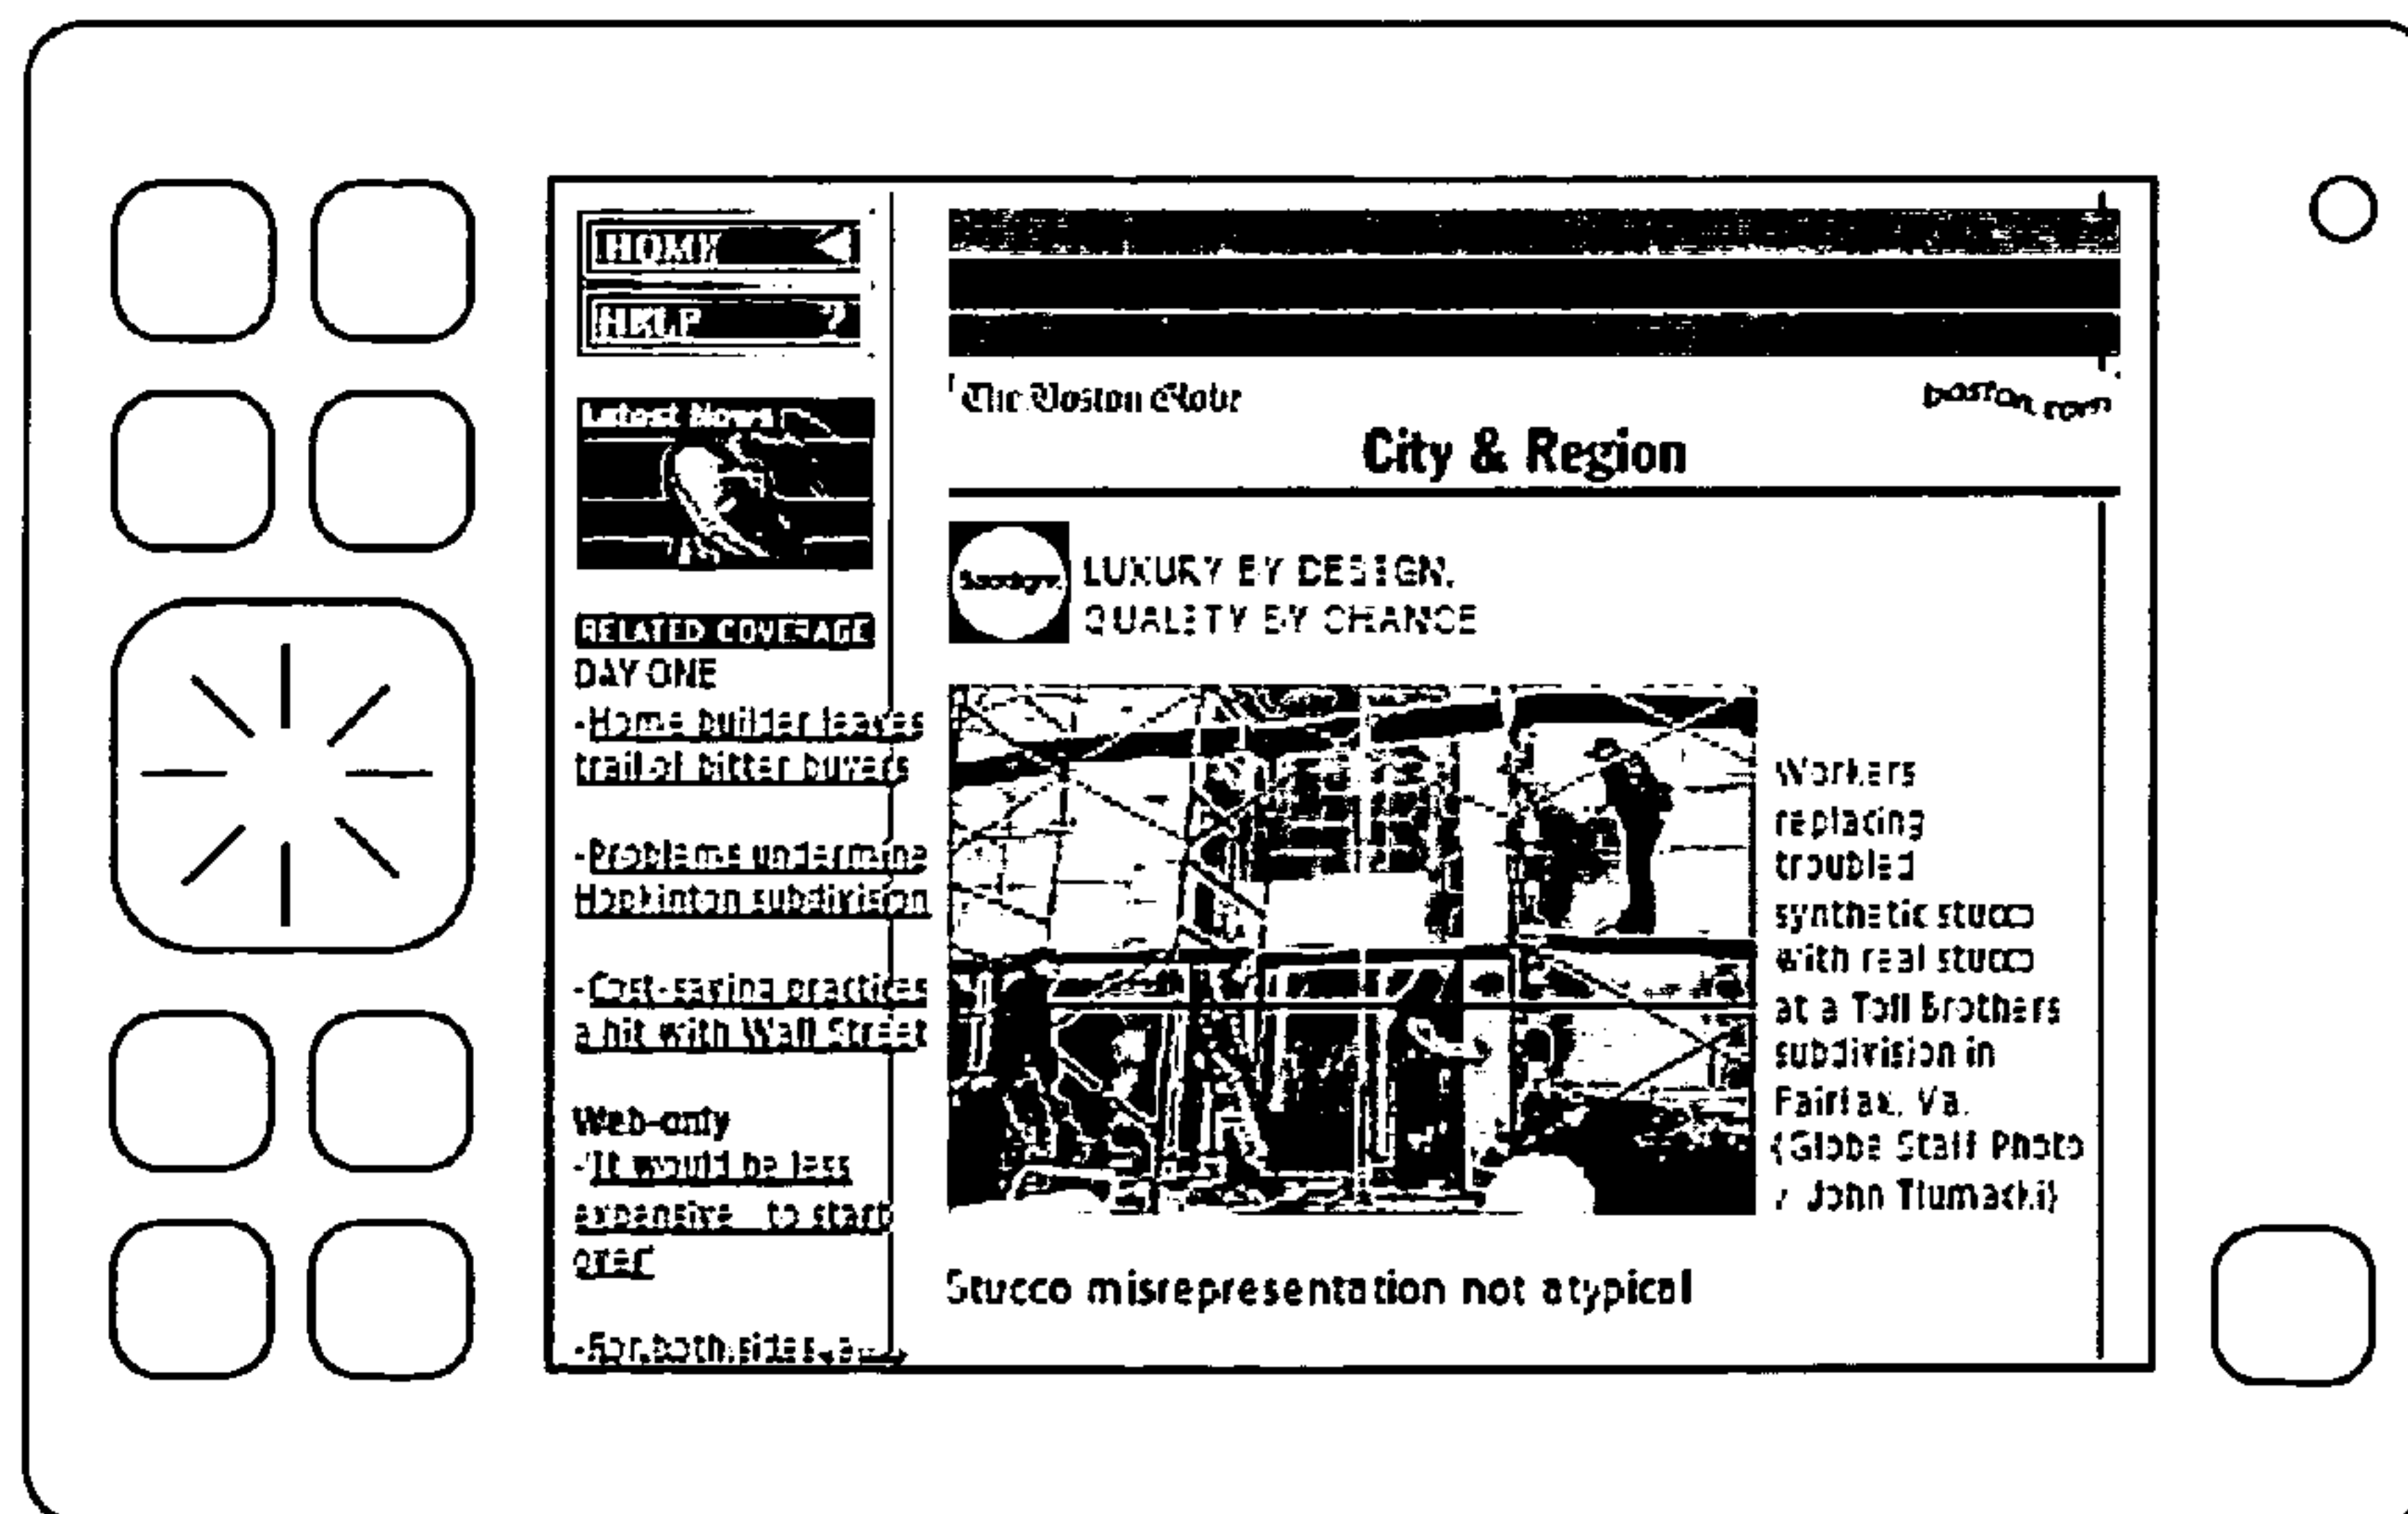 HOME
HELP ?
Latest News
RELATED COVERAGE
DAY ONE
-Home builder leaves
trail of bitter buyers
-Problems undermine
Hopkinton subdivision
-Cost-saving practices
a hit with Wall Street
Web-only
-'It would be less
expensive to start
over'
-For both sides, a
The Boston Globe
boston.com
City & Region
LUXURY BY DESIGN,
QUALITY BY CHANCE
Workers
replacing
troubled
synthetic stucco
with real stucco
at a Toll Brothers
subdivision in
Fairfax, Va.
(Globe Staff Photo
/ John Tlumacki)
Stucco misrepresentation not atypical